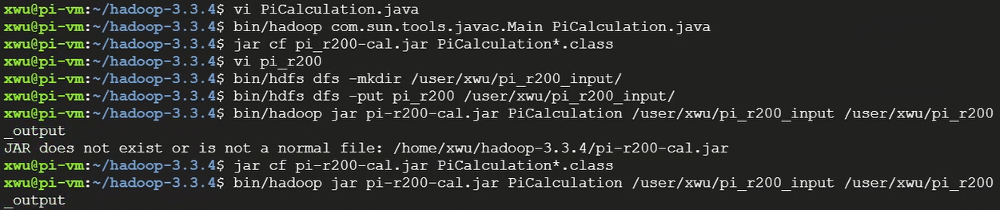 xwu@pi-vm:~/hadoop-3.3.4$ vi PiCalculation.java
xwu@pi-vm:~/hadoop-3.3.4$ bin/hadoop com.sun.tools.javac.Main PiCalculation.java
xwu@pi-vm:~/hadoop-3.3.4$ jar cf pi_r200-cal.jar PiCalculation*.class
xwu@pi-vm:~/hadoop-3.3.4$ vi pi_r200
xwu@pi-vm:~/hadoop-3.3.4$ bin/hdfs dfs -mkdir /user/xwu/pi_r200_input/
xwu@pi-vm:~/hadoop-3.3.4$ bin/hdfs dfs -put pi_r200 /user/xwu/pi_r200_input/
xwu@pi-vm:~/hadoop-3.3.4$ bin/hadoop jar pi-r200-cal.jar PiCalculation /user/xwu/pi_r200_input /user/xwu/pi_r200
_output
JAR does not exist or is not a normal file: /home/xwu/hadoop-3.3.4/pi-r200-cal.jar
xwu@pi-vm:~/hadoop-3.3.4$ jar cf pi-r200-cal.jar PiCalculation*.class
xwu@pi-vm:~/hadoop-3.3.4$ bin/hadoop jar pi-r200-cal.jar PiCalculation /user/xwu/pi_r200_input /user/xwu/pi_r200
_output